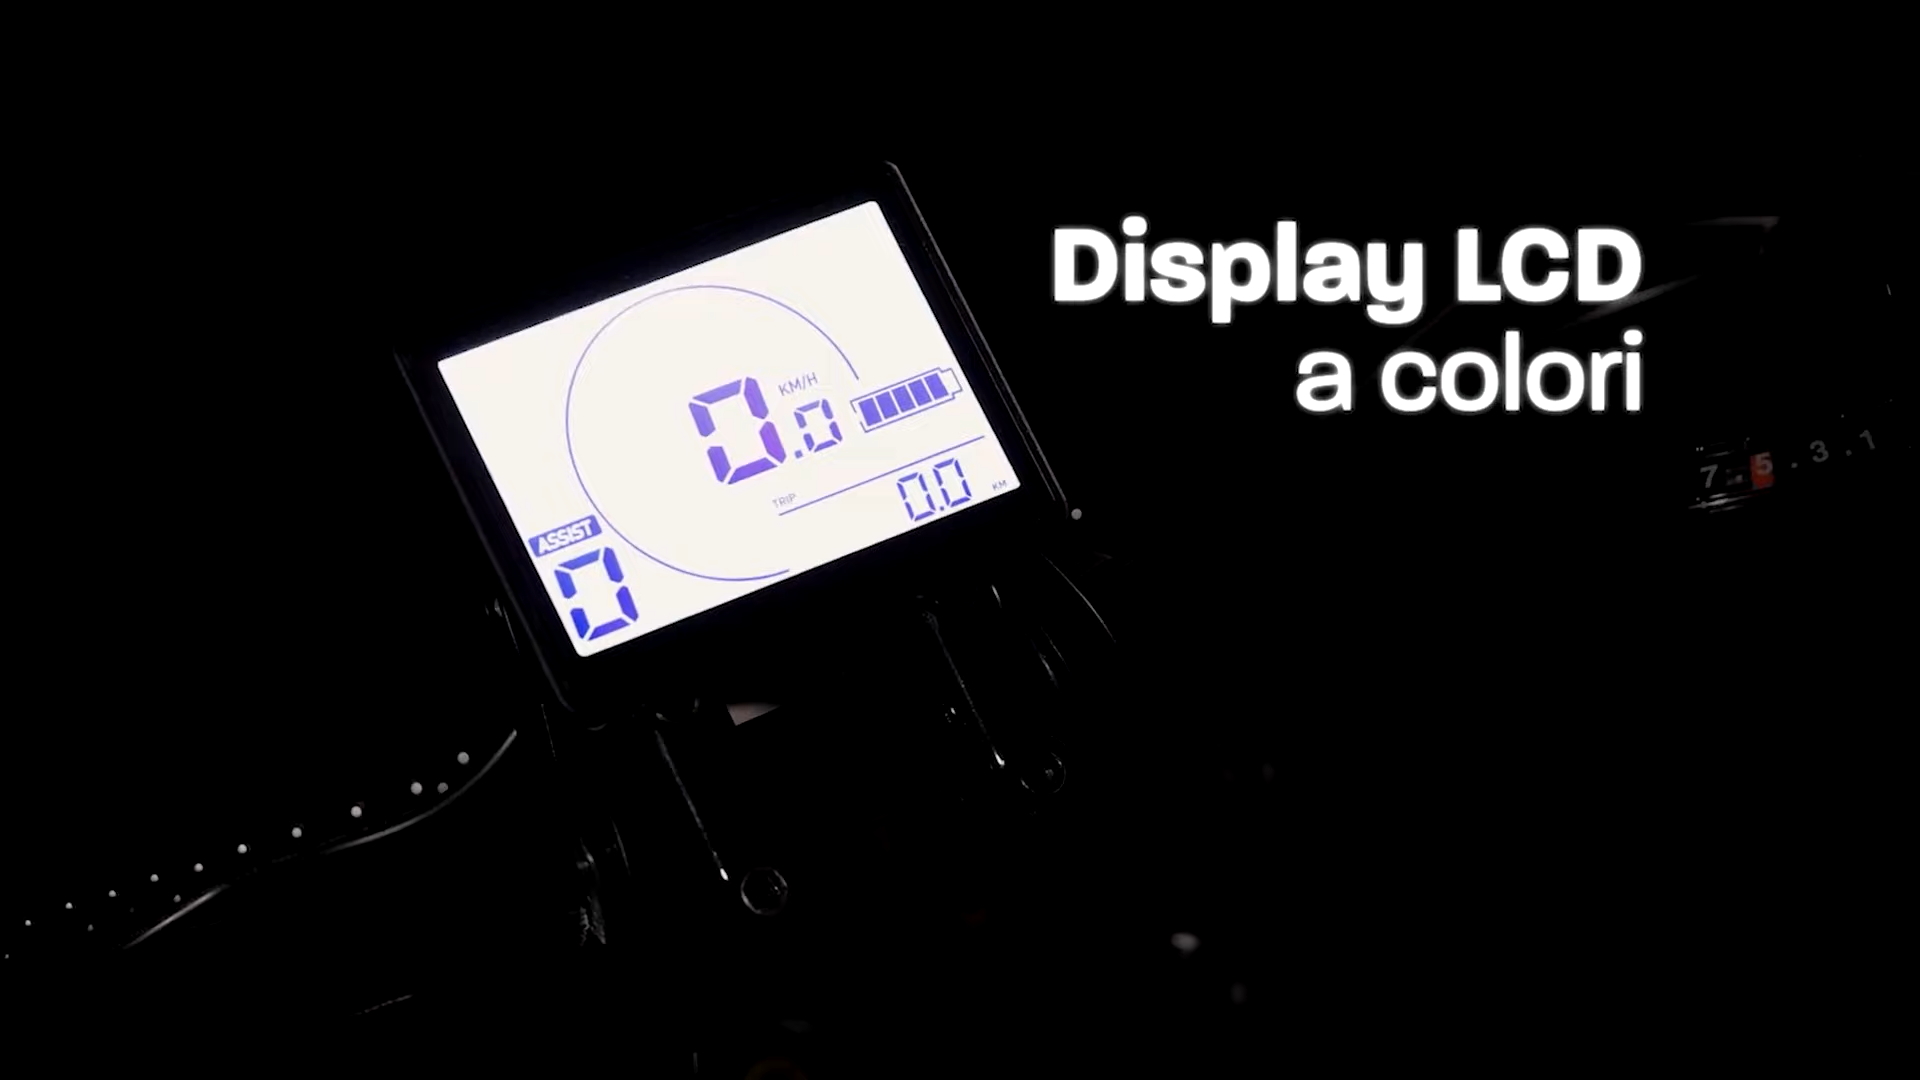 Display LCD
a colori
KM/H
0.0
TRIP
0.0
KM
ASSIST
0
7 . 5 . 3 . 1